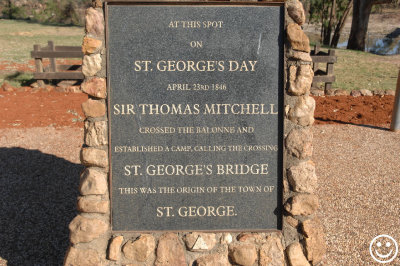 AT THIS SPOT
ON
ST. GEORGE'S DAY
APRIL 23RD 1846
SIR THOMAS MITCHELL
CROSSED THE BALONNE AND
ESTABLISHED A CAMP, CALLING THE CROSSING
ST. GEORGE'S BRIDGE
THIS WAS THE ORIGIN OF THE TOWN OF
ST. GEORGE.